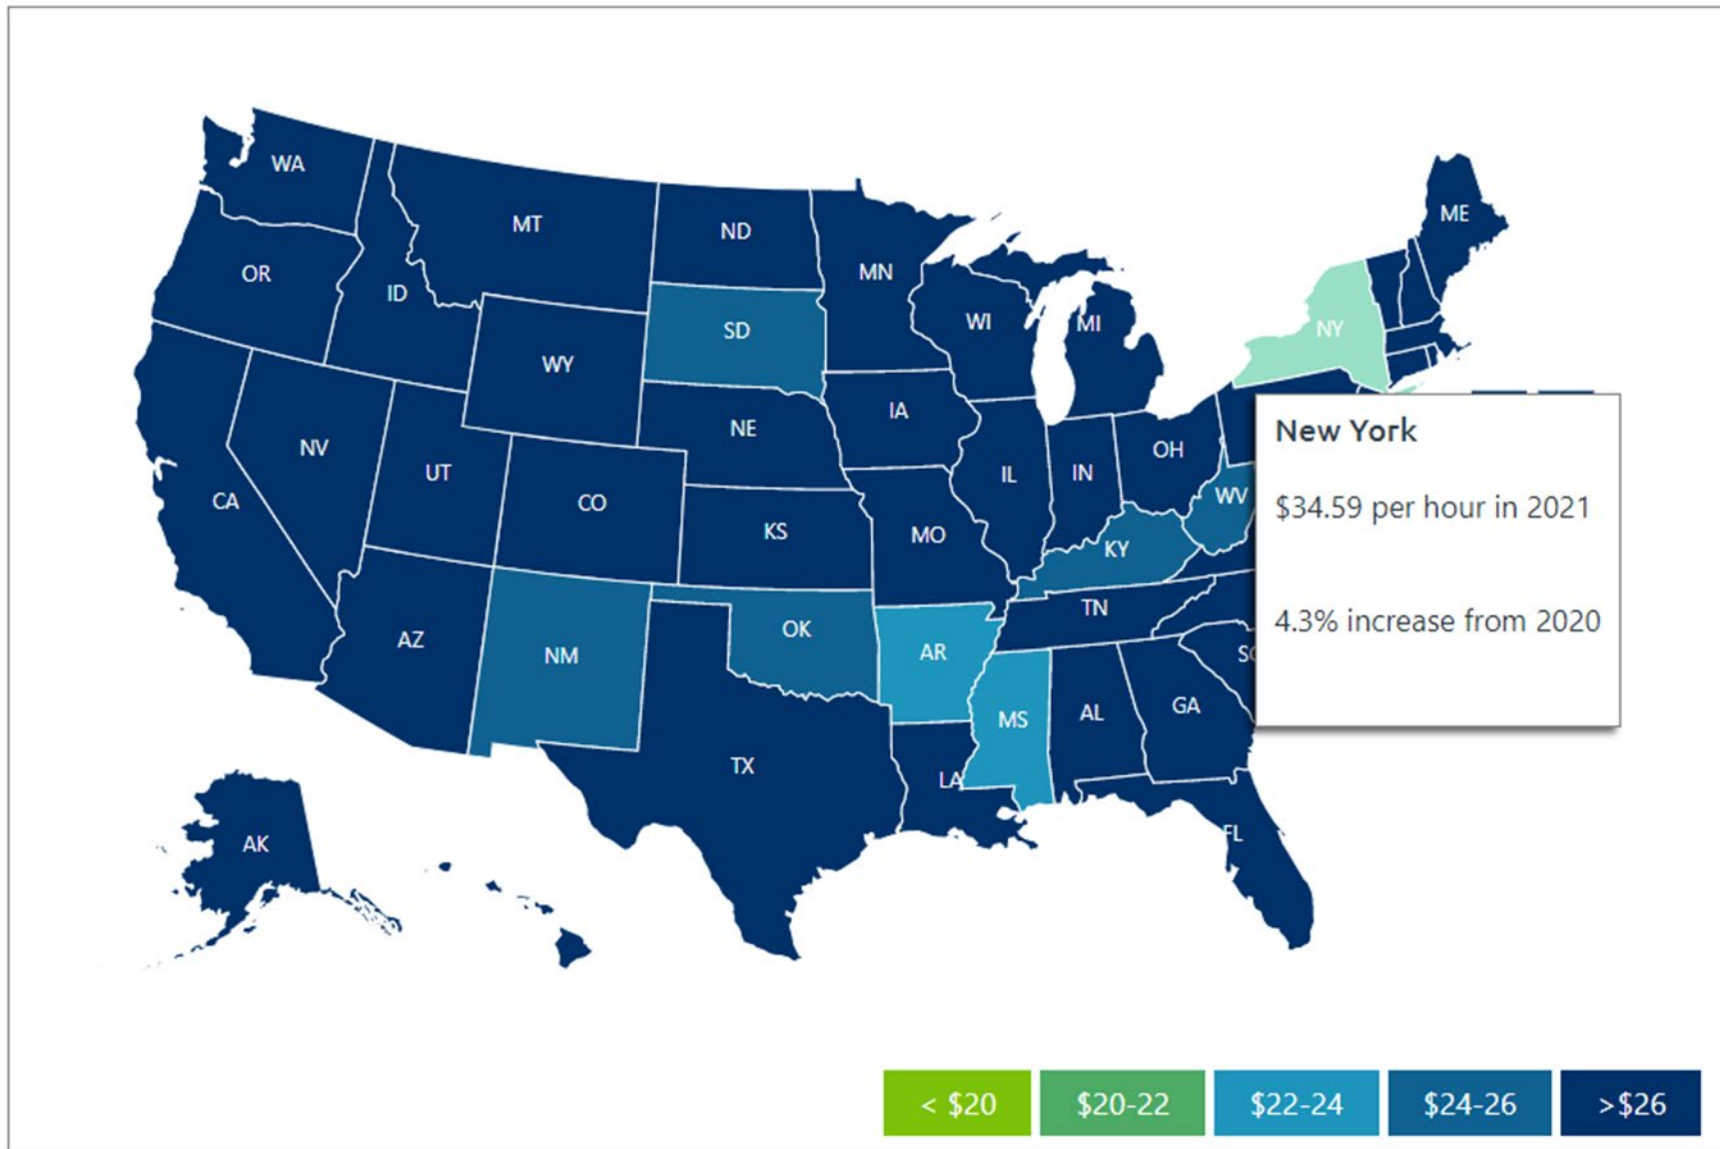 WA
ME
MT
ND
OR
MN
ID
WI
MI
NY
SD
WY
IA
NE
New York
NV
OH
UT
IL
IN
CA
CO
WV
$34.59 per hour in 2021
KS
MO
KY
TN
4.3% increase from 2020
OK
AZ
NM
AR
MS
AL
GA
TX
LA
FL
AK
< $20
$20-22
$22-24
$24-26
>$26